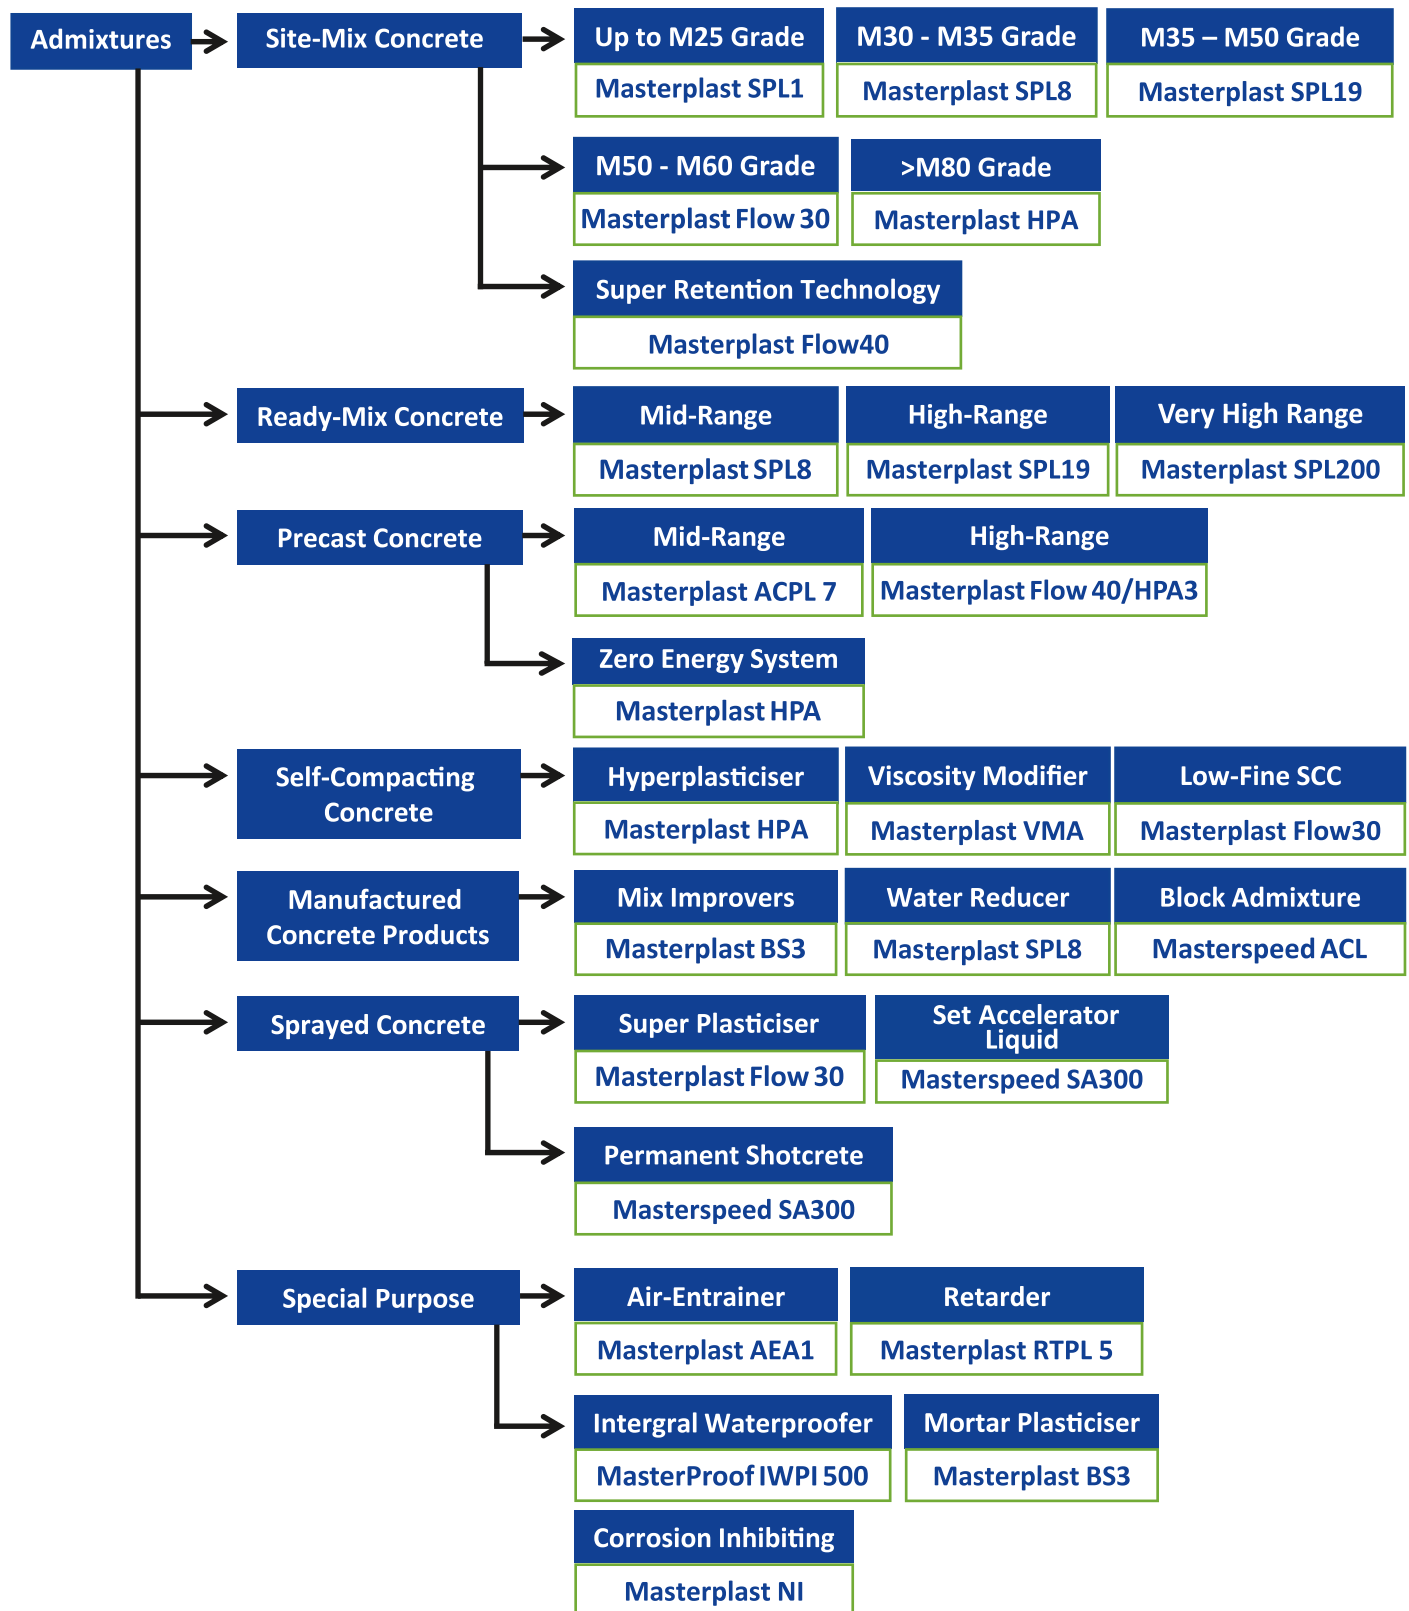 Admixtures
Site-Mix Concrete
Up to M25 Grade
Masterplast SPL1
M30 - M35 Grade
Masterplast SPL8
M35 – M50 Grade
Masterplast SPL19
M50 - M60 Grade
Masterplast Flow 30
>M80 Grade
Masterplast HPA
Super Retention Technology
Masterplast Flow40
Ready-Mix Concrete
Mid-Range
Masterplast SPL8
High-Range
Masterplast SPL19
Very High Range
Masterplast SPL200
Precast Concrete
Mid-Range
Masterplast ACPL 7
High-Range
Masterplast Flow 40/HPA3
Zero Energy System
Masterplast HPA
Self-Compacting
Concrete
Hyperplasticiser
Masterplast HPA
Viscosity Modifier
Masterplast VMA
Low-Fine SCC
Masterplast Flow30
Manufactured
Concrete Products
Mix Improvers
Masterplast BS3
Water Reducer
Masterplast SPL8
Block Admixture
Masterspeed ACL
Sprayed Concrete
Super Plasticiser
Masterplast Flow 30
Set Accelerator
Liquid
Masterspeed SA300
Permanent Shotcrete
Masterspeed SA300
Special Purpose
Air-Entrainer
Masterplast AEA1
Retarder
Masterplast RTPL 5
Intergral Waterproofer
MasterProof IWPI 500
Mortar Plasticiser
Masterplast BS3
Corrosion Inhibiting
Masterplast NI